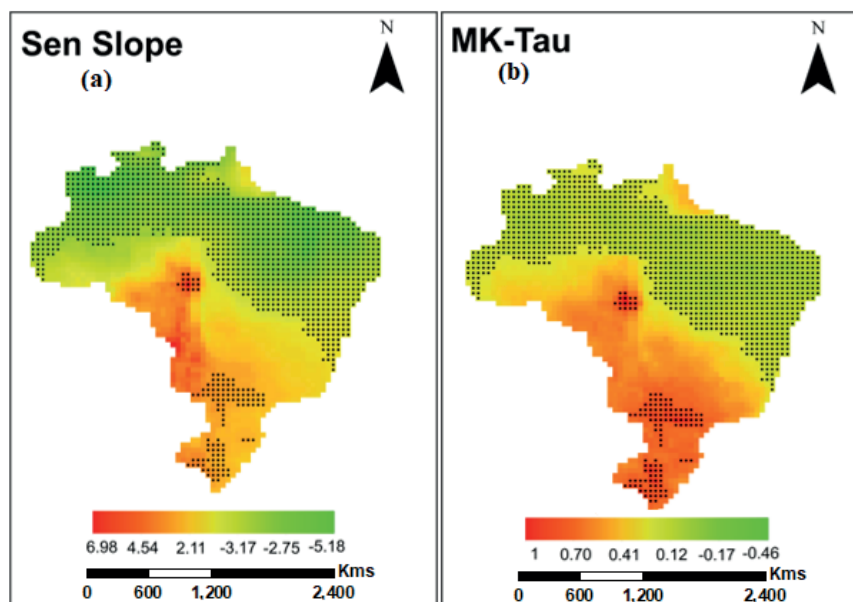 Sen Slope
(a)
N
6.98 4.54 2.11 -3.17 -2.75 -5.18
Kms
0 600 1,200 2,400
MK-Tau
(b)
N
1 0.70 0.41 0.12 -0.17 -0.46
Kms
0 600 1,200 2,400